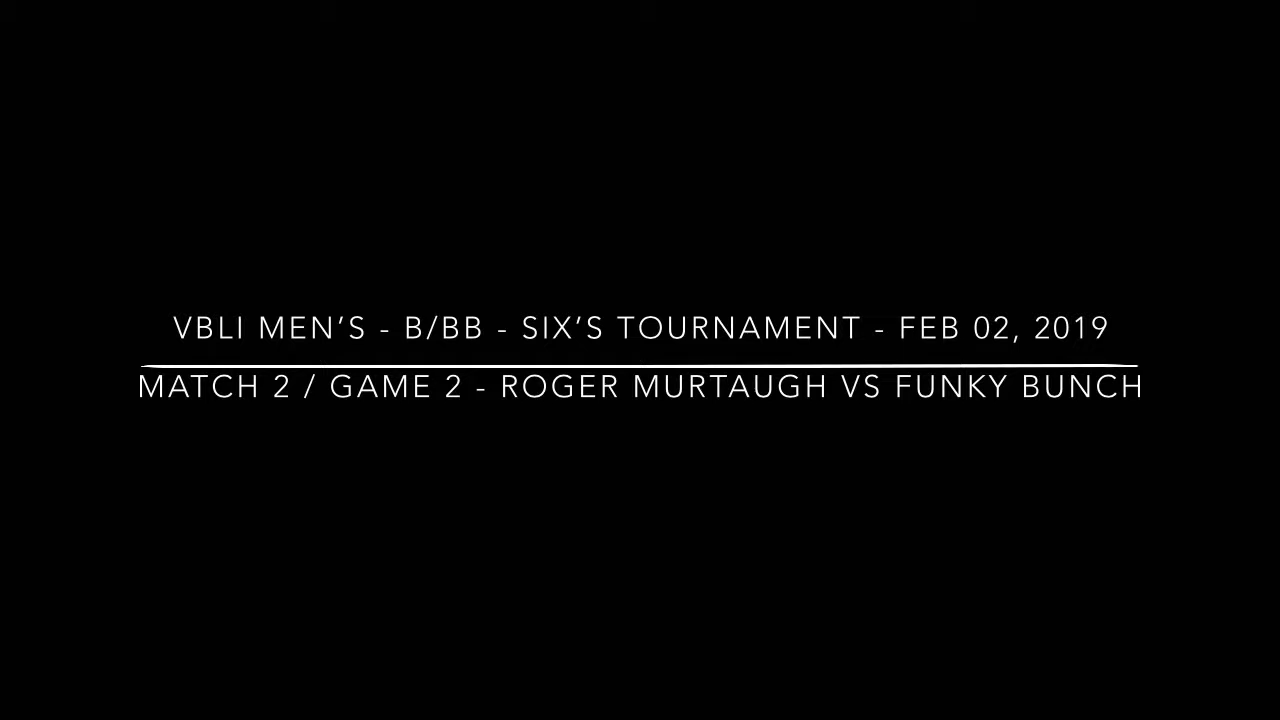 VBLI MEN’S - B/BB - SIX’S TOURNAMENT - FEB 02, 2019
MATCH 2 / GAME 2 - ROGER MURTAUGH VS FUNKY BUNCH